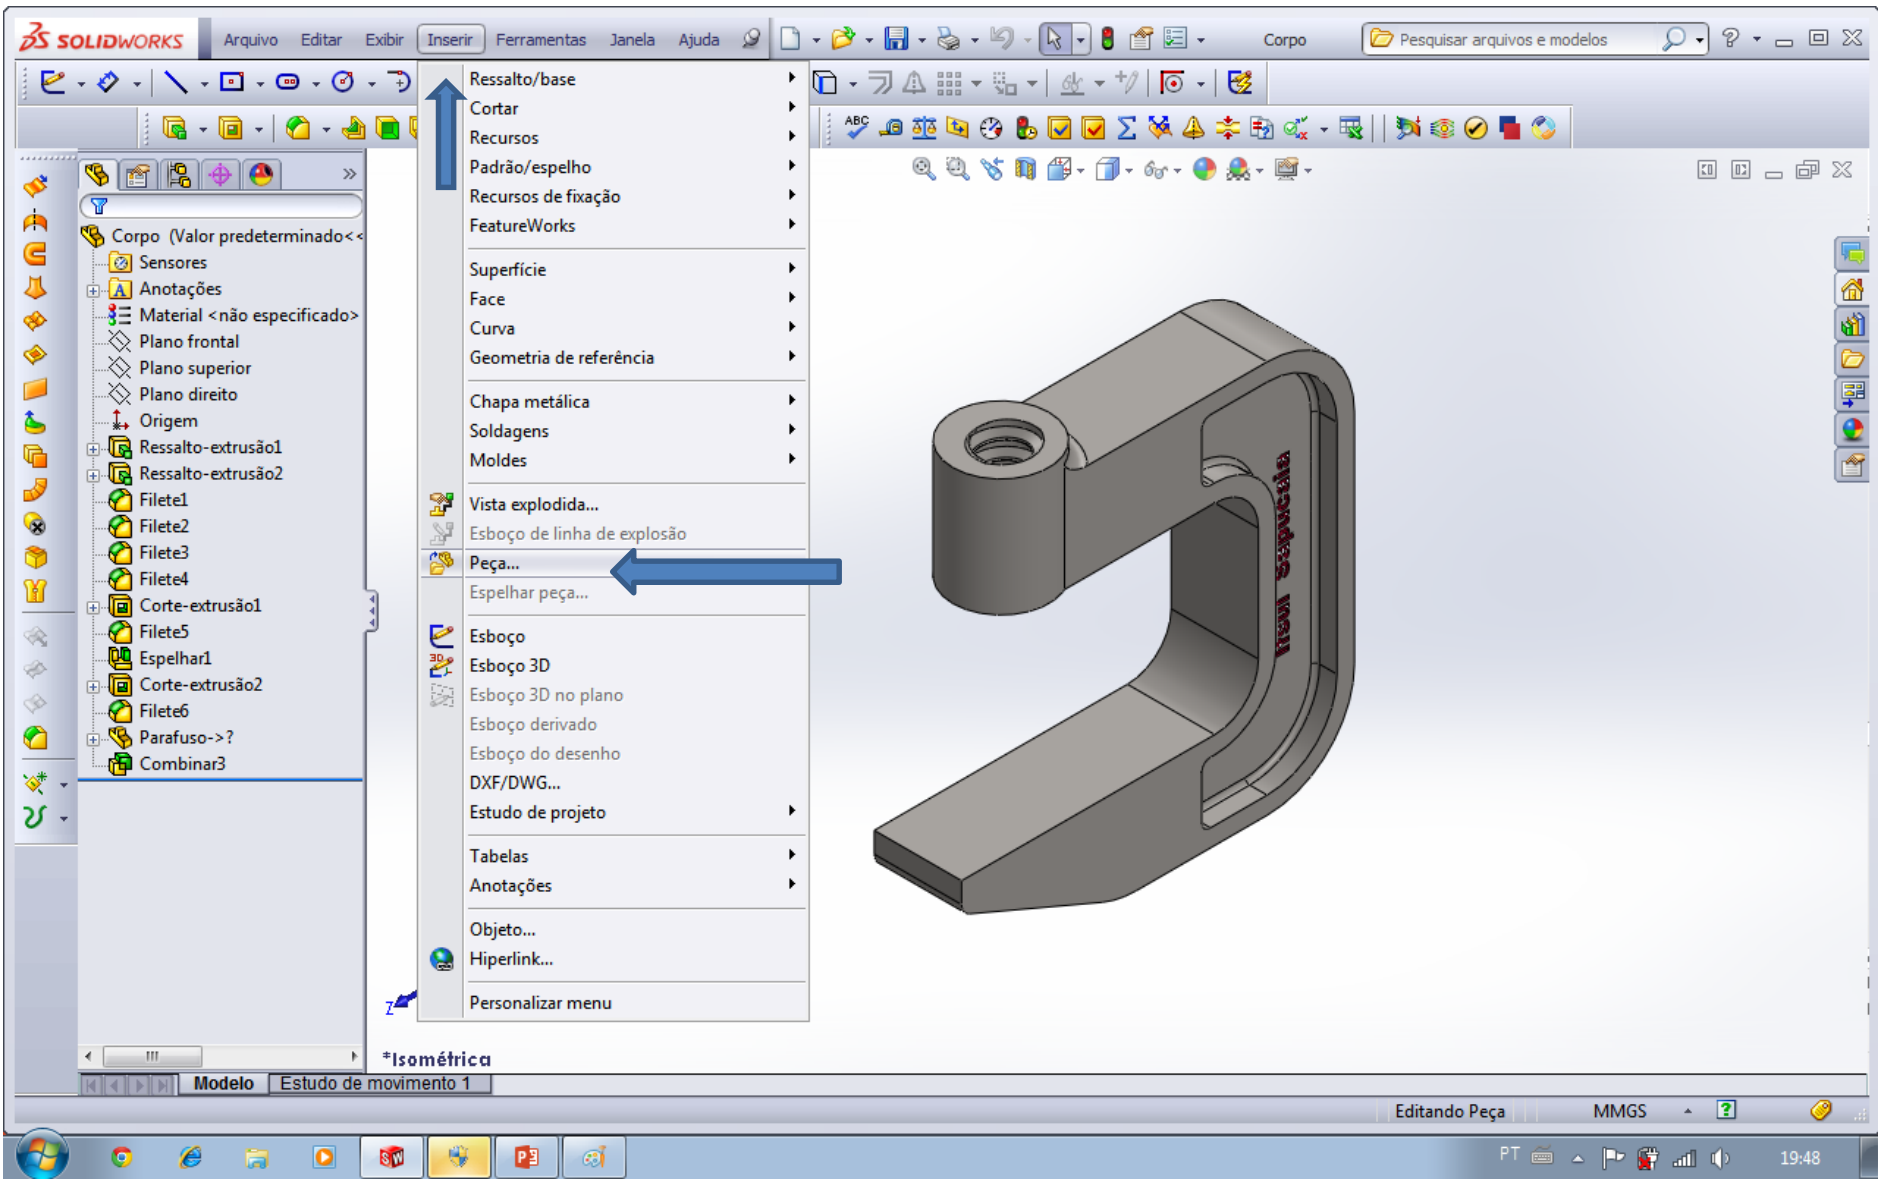 SOLIDWORKS Arquivo Editar Exibir Inserir Ferramentas Janela Ajuda Corpo Pesquisar arquivos e modelos
ABC
Corpo (Valor predeterminado<<
Sensores
A Anotações
Material <não especificado>
Plano frontal
Plano superior
Plano direito
Origem
Ressalto-extrusão1
Ressalto-extrusão2
Filete1
Filete2
Filete3
Filete4
Corte-extrusão1
Filete5
Espelhar1
Corte-extrusão2
Filete6
Parafuso->?
Combinar3
Ressalto/base
Cortar
Recursos
Padrão/espelho
Recursos de fixação
FeatureWorks
Superfície
Face
Curva
Geometria de referência
Chapa metálica
Soldagens
Moldes
Vista explodida...
Esboço de linha de explosão
Peça...
Espelhar peça...
Esboço
3D Esboço 3D
Esboço 3D no plano
Esboço derivado
Esboço do desenho
DXF/DWG...
Estudo de projeto
Tabelas
Anotações
Objeto...
Hiperlink...
Personalizar menu
Z
*Isométrica
Modelo Estudo de movimento 1
Editando Peça MMGS
PT 19:48